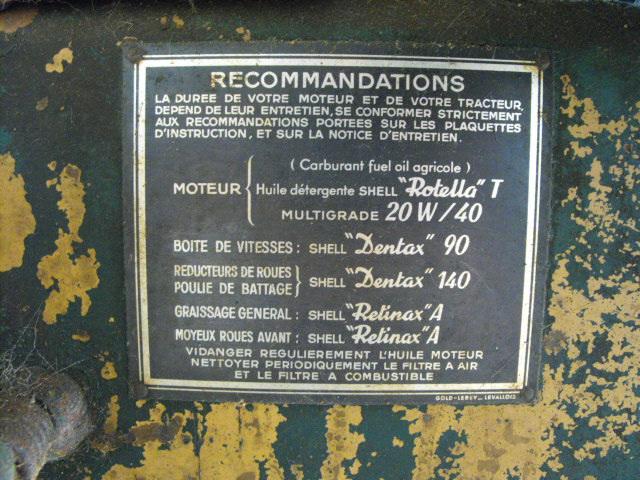 RECOMMANDATIONS
LA DUREE DE VOTRE MOTEUR ET DE VOTRE TRACTEUR,
DEPEND DE LEUR ENTRETIEN, SE CONFORMER STRICTEMENT
AUX RECOMMANDATIONS PORTEES SUR LES PLAQUETTES
D'INSTRUCTION, ET SUR LA NOTICE D'ENTRETIEN.
(Carburant fuel oil agricole)
MOTEUR Huile détergente SHELL "Rotella" T
MULTIGRADE 20 W/40
BOITE DE VITESSES: SHELL "Dentax" 90
REDUCTEURS DE ROUES
POULIE DE BATTAGE SHELL "Dentax" 140
GRAISSAGE GENERAL: SHELL "Retinax" A
MOYEUX ROUES AVANT: SHELL "Retinax" A
VIDANGER REGULIEREMENT L'HUILE MOTEUR
NETTOYER PERIODIQUEMENT LE FILTRE A AIR
ET LE FILTRE A COMBUSTIBLE
GOLD-LEREY_ LEVALLOIS